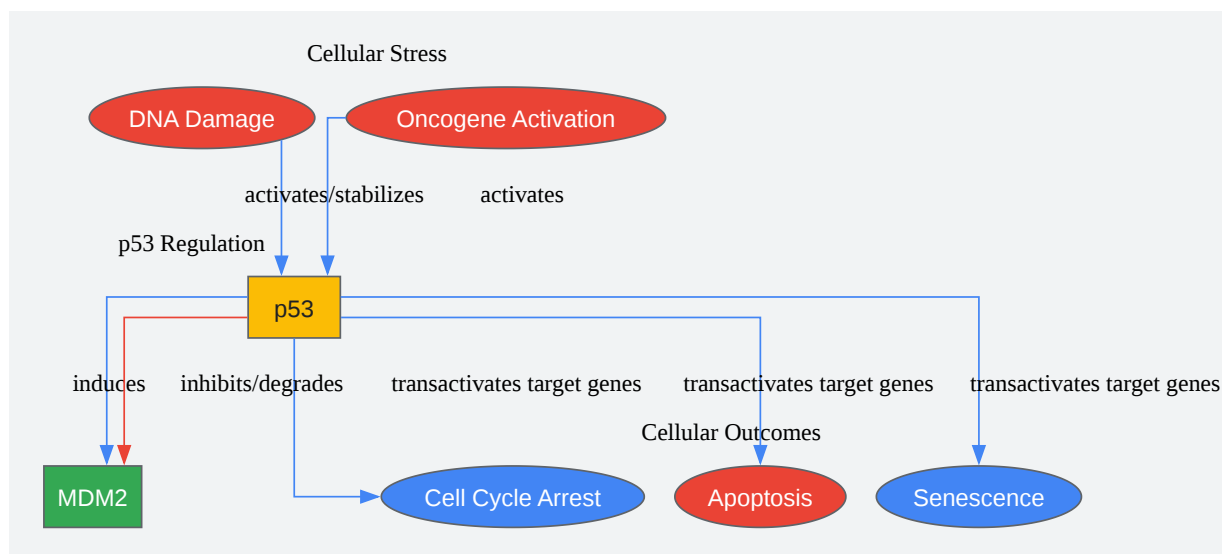 Cellular Stress
DNA Damage
Oncogene Activation
activates/stabilizes
activates
p53 Regulation
p53
induces
inhibits/degrades
transactivates target genes
transactivates target genes
transactivates target genes
Cellular Outcomes
MDM2
Cell Cycle Arrest
Apoptosis
Senescence